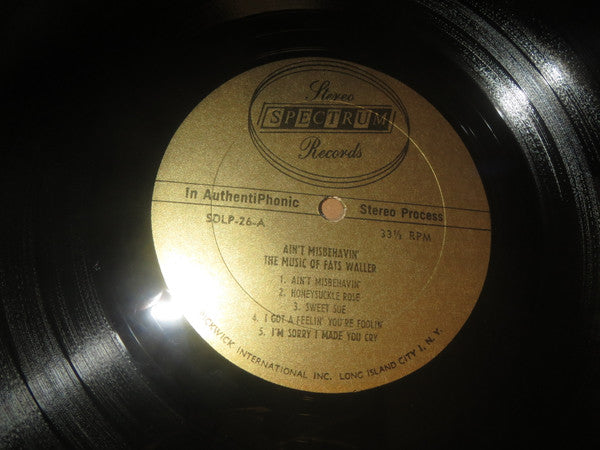 Stereo
SPECTRUM
Records
In AuthentiPhonic Stereo Process
SDLP-26-A 33⅓ RPM
AIN'T MISBEHAVIN'
THE MUSIC OF FATS WALLER
1. AIN'T MISBEHAVIN'
2. HONEYSUCKLE ROSE
3. SWEET SUE
4. I GOT A FEELIN' YOU'RE FOOLIN'
5. I'M SORRY I MADE YOU CRY
INTERNATIONAL INC. LONG ISLAND CITY 1, N. Y.